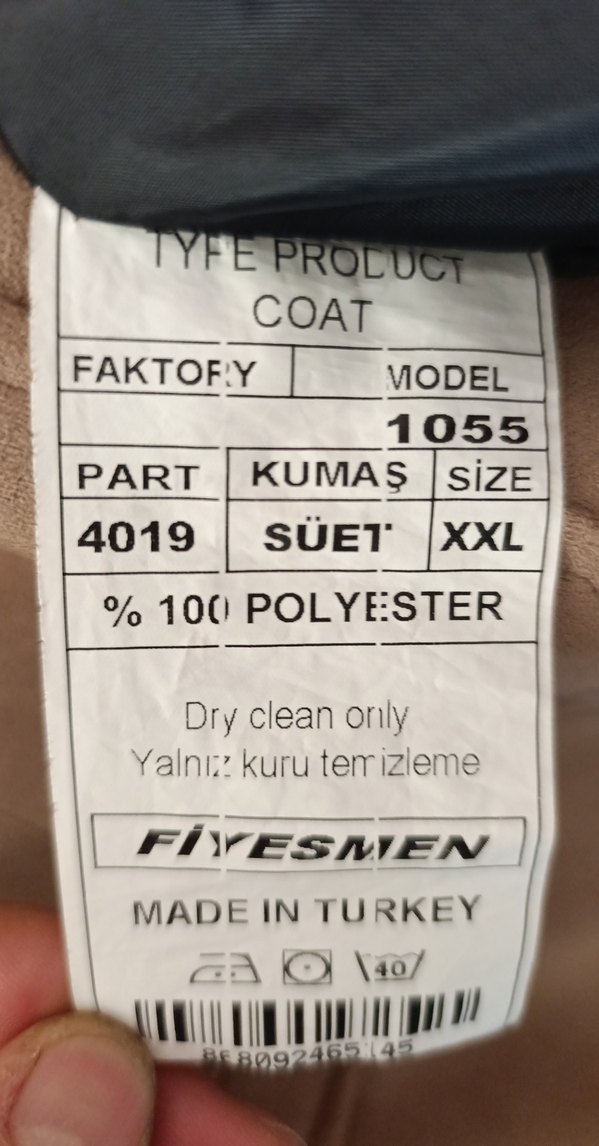 TYPE PRODUCT
COAT
FAKTORY MODEL
1055
PART KUMAŞ SİZE
4019 SÜET XXL
% 100 POLYESTER
Dry clean only
Yalnız kuru temizleme
FİYESMEN
MADE IN TURKEY
40